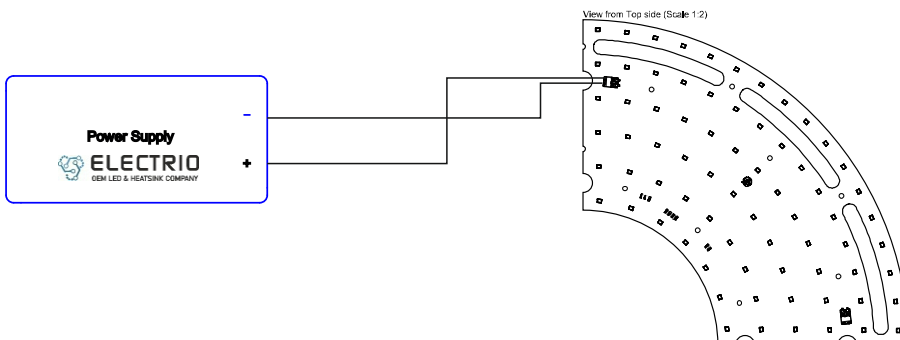 View from Top side (Scale 1:2)
-
Power Supply
+
ELECTRIO
OEM LED & HEATSINK COMPANY